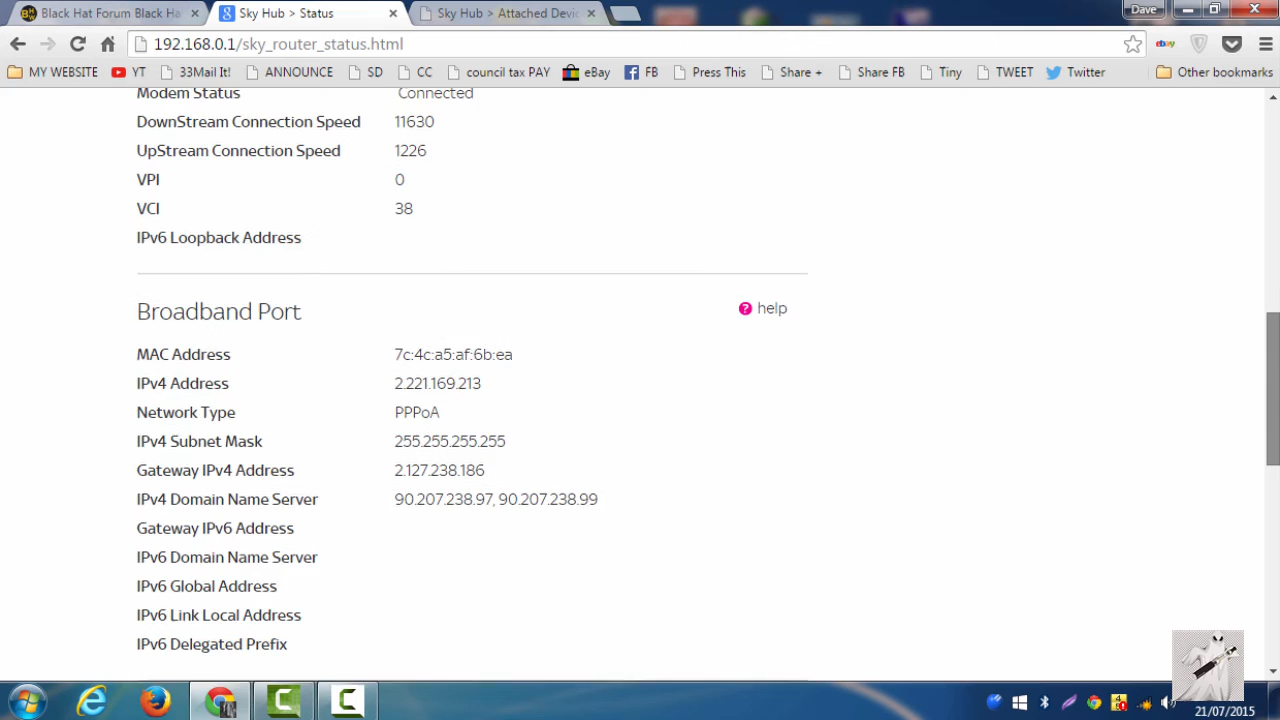 Black Hat Forum Black Ha
Sky Hub > Status
Sky Hub > Attached Devic
Dave
192.168.0.1/sky_router_status.html
MY WEBSITE
YT
33Mail It!
ANNOUNCE
SD
CC
council tax PAY
eBay
FB
Press This
Share +
Share FB
Tiny
TWEET
Twitter
Other bookmarks
Modem Status Connected
DownStream Connection Speed 11630
UpStream Connection Speed 1226
VPI 0
VCI 38
IPv6 Loopback Address
Broadband Port
help
MAC Address 7c:4c:a5:af:6b:ea
IPv4 Address 2.221.169.213
Network Type PPPoA
IPv4 Subnet Mask 255.255.255.255
Gateway IPv4 Address 2.127.238.186
IPv4 Domain Name Server 90.207.238.97, 90.207.238.99
Gateway IPv6 Address
IPv6 Domain Name Server
IPv6 Global Address
IPv6 Link Local Address
IPv6 Delegated Prefix
21/07/2015